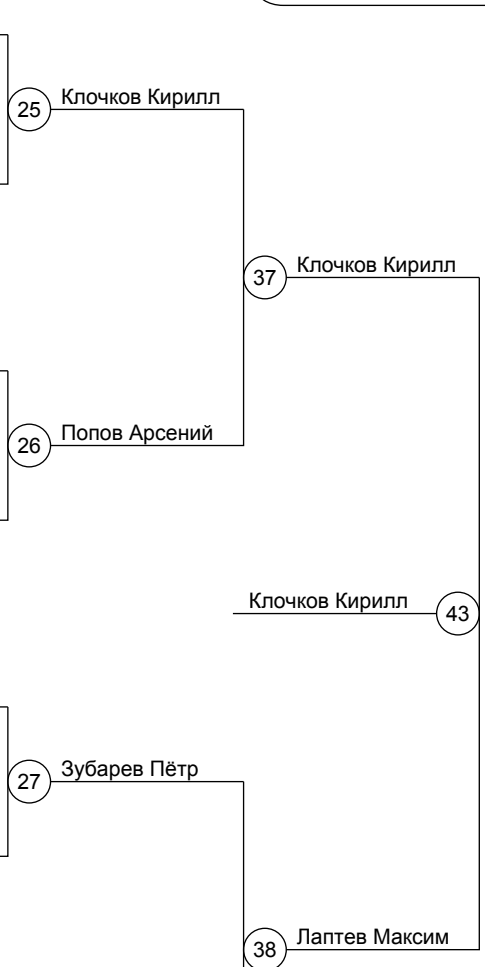 25 Клочков Кирилл
37 Клочков Кирилл
26 Попов Арсений
Клочков Кирилл 43
27 Зубарев Пётр
38 Лаптев Максим